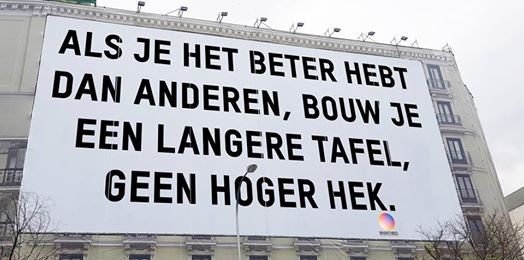 ALS JE HET BETER HEBT
DAN ANDEREN, BOUW JE
EEN LANGERE TAFEL,
GEEN HOGER HEK.